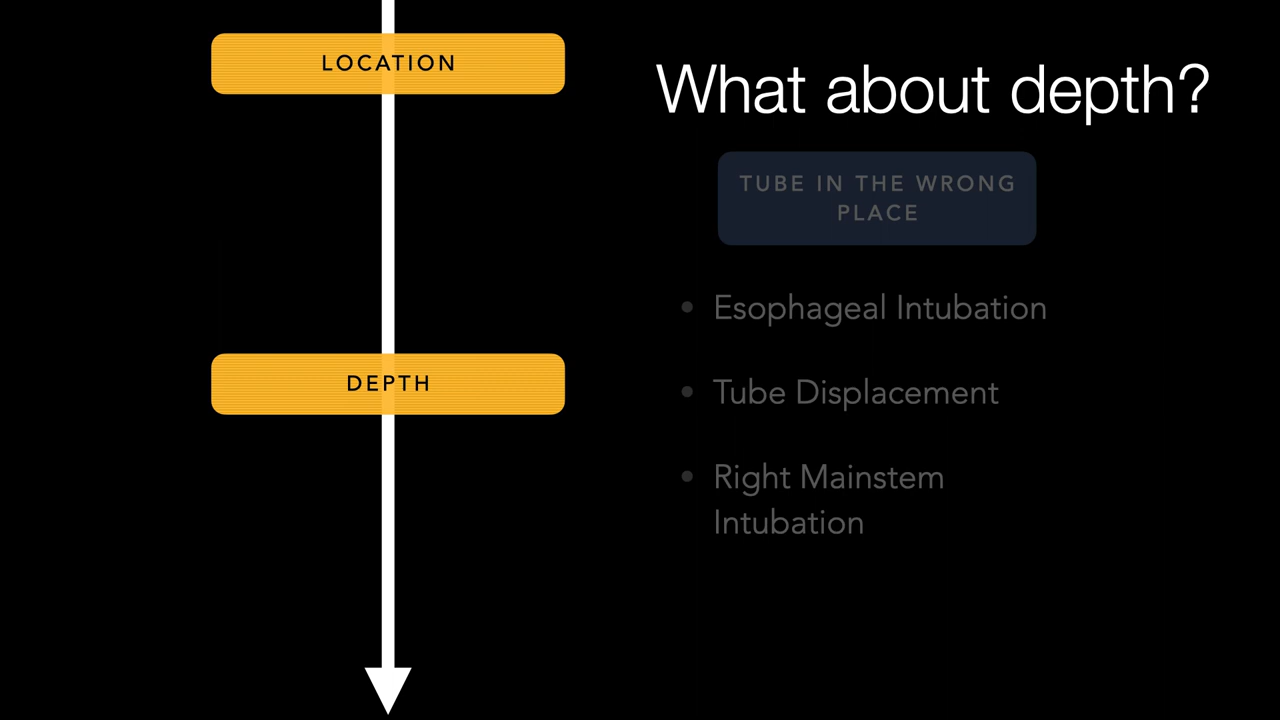 LOCATION
What about depth?
TUBE IN THE WRONG
PLACE
• Esophageal Intubation
DEPTH
• Tube Displacement
• Right Mainstem
Intubation